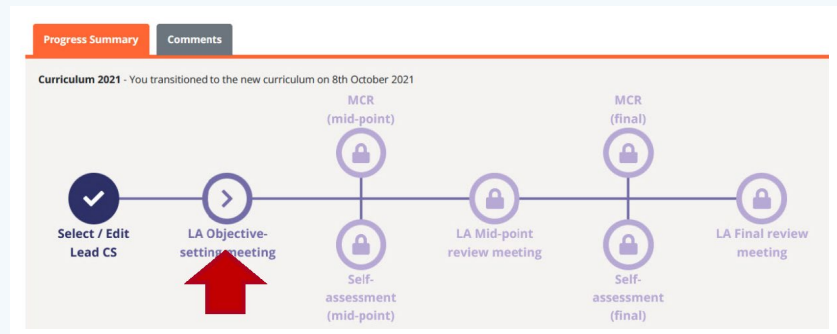 Progress Summary
Comments
Curriculum 2021 - You transitioned to the new curriculum on 8th October 2021
MCR
(mid-point)
MCR
(final)
Select / Edit
Lead CS
LA Objective-
setting meeting
LA Mid-point
review meeting
LA Final review
meeting
Self-
assessment
(mid-point)
Self-
assessment
(final)